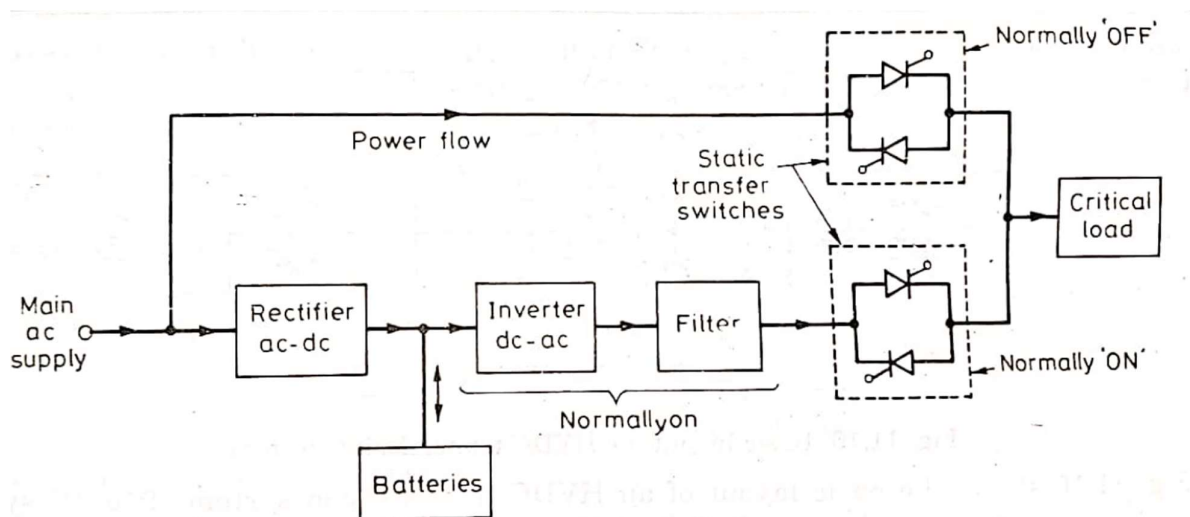 Normally 'OFF'
Power flow
Static
transfer
switches
Critical
load
Main
ac
supply
Rectifier
ac-dc
Inverter
dc-ac
Filter
Normally 'ON'
Normallyon
Batteries